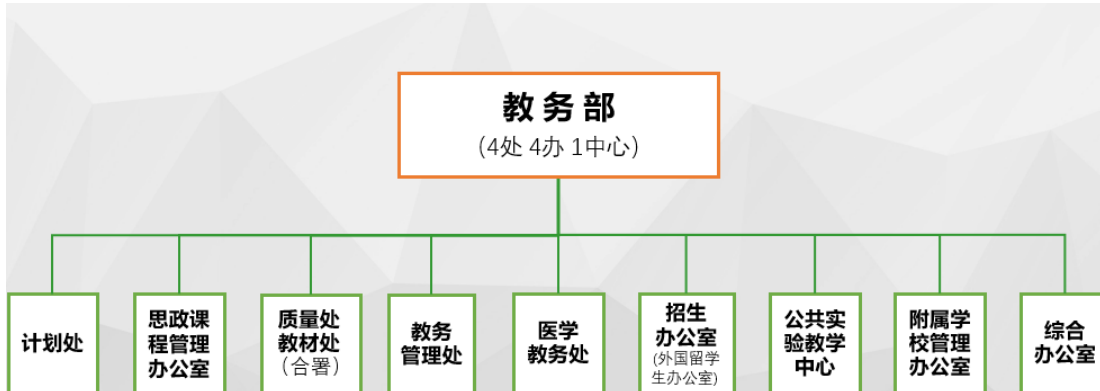 教务部
(4处 4办 1中心)
计划处
思政课
程管理
办公室
质量处
教材处
(合署)
教务
管理处
医学
教务处
招生
办公室
(外国留学
生办公室)
公共实
验教学
中心
附属学
校管理
办公室
综合
办公室